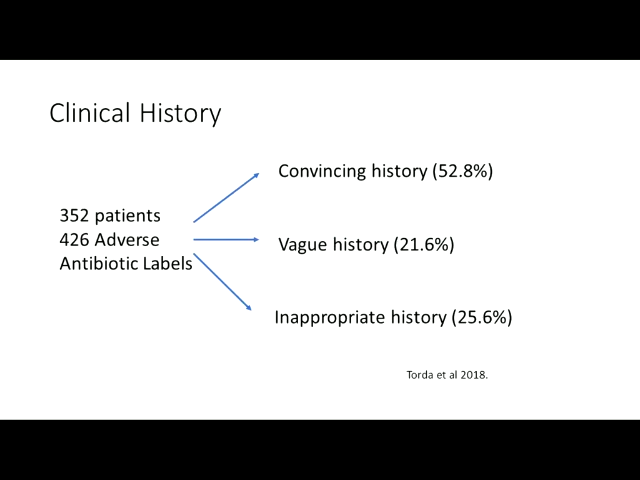 Clinical History
352 patients
426 Adverse
Antibiotic Labels
Convincing history (52.8%)
Vague history (21.6%)
Inappropriate history (25.6%)
Torda et al 2018.